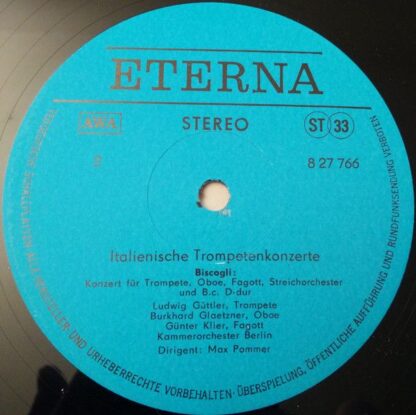 ETERNA
AWA
STEREO
ST 33
2
8 27 766
Italienische Trompetenkonzerte
Biscogli:
Konzert für Trompete, Oboe, Fagott, Streichorchester
und B.c. D-dur
Ludwig Güttler, Trompete
Burkhard Glaetzner, Oboe
Günter Klier, Fagott
Kammerorchester Berlin
Dirigent: Max Pommer
URHEBERRECHTE VORBEHALTEN · ÜBERSPIELUNG, ÖFFENTLICHE AUFFÜHRUNG UND RUNDFUNKSENDUNG VERBOTEN